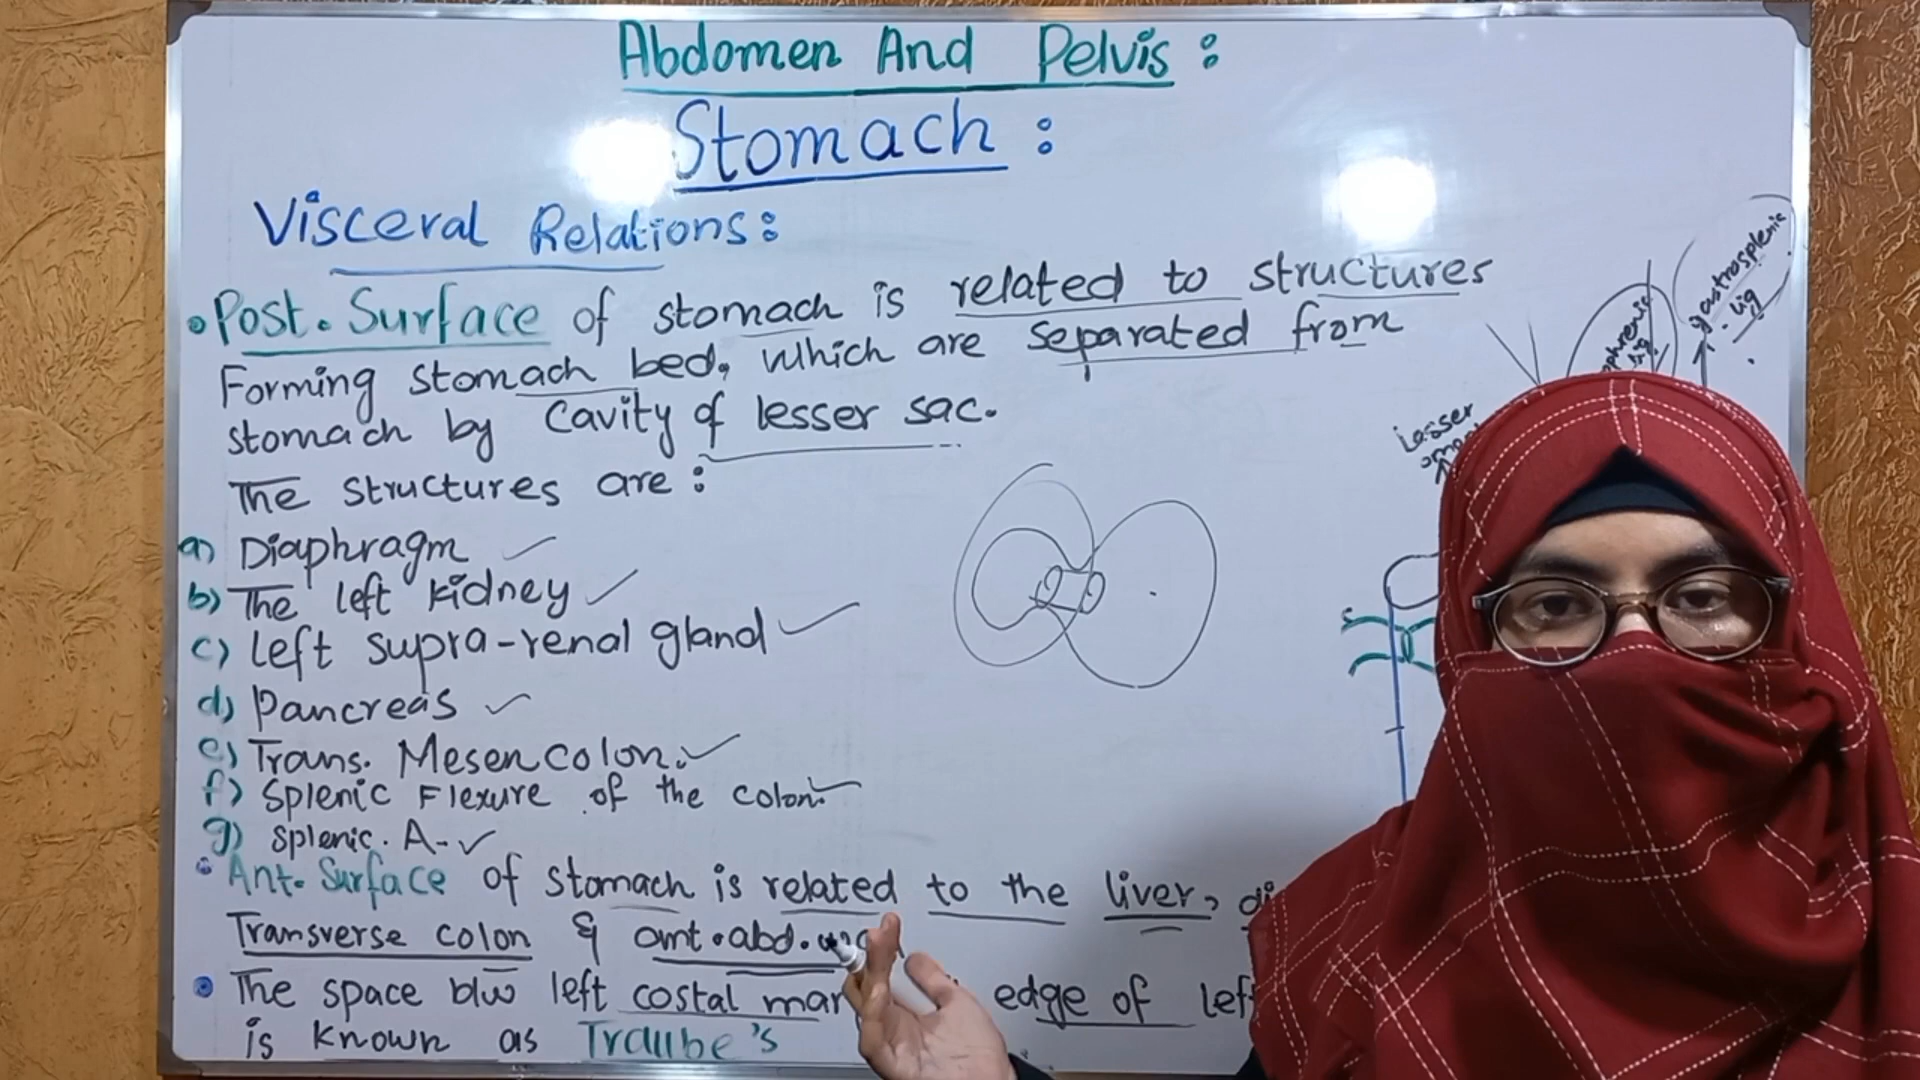 Abdomen And Pelvis :
Stomach :
Visceral Relations :
• Post. Surface of stomach is related to structures
Forming stomach bed, which are separated from
stomach by cavity of lesser sac.
The structures are :
a) Diaphragm ✓
b) The left kidney ✓
c) left supra-renal gland ✓
d) Pancreas ✓
e) Trans. Mesencolon. ✓
f) Splenic Flexure of the colon. ✓
g) Splenic. A. ✓
• Ant. Surface of stomach is related to the liver,
Transverse colon & ant. abd.
• The space b/w left costal edge of
is known as Traube's
gastrosplenic
lig
lig.
lesser